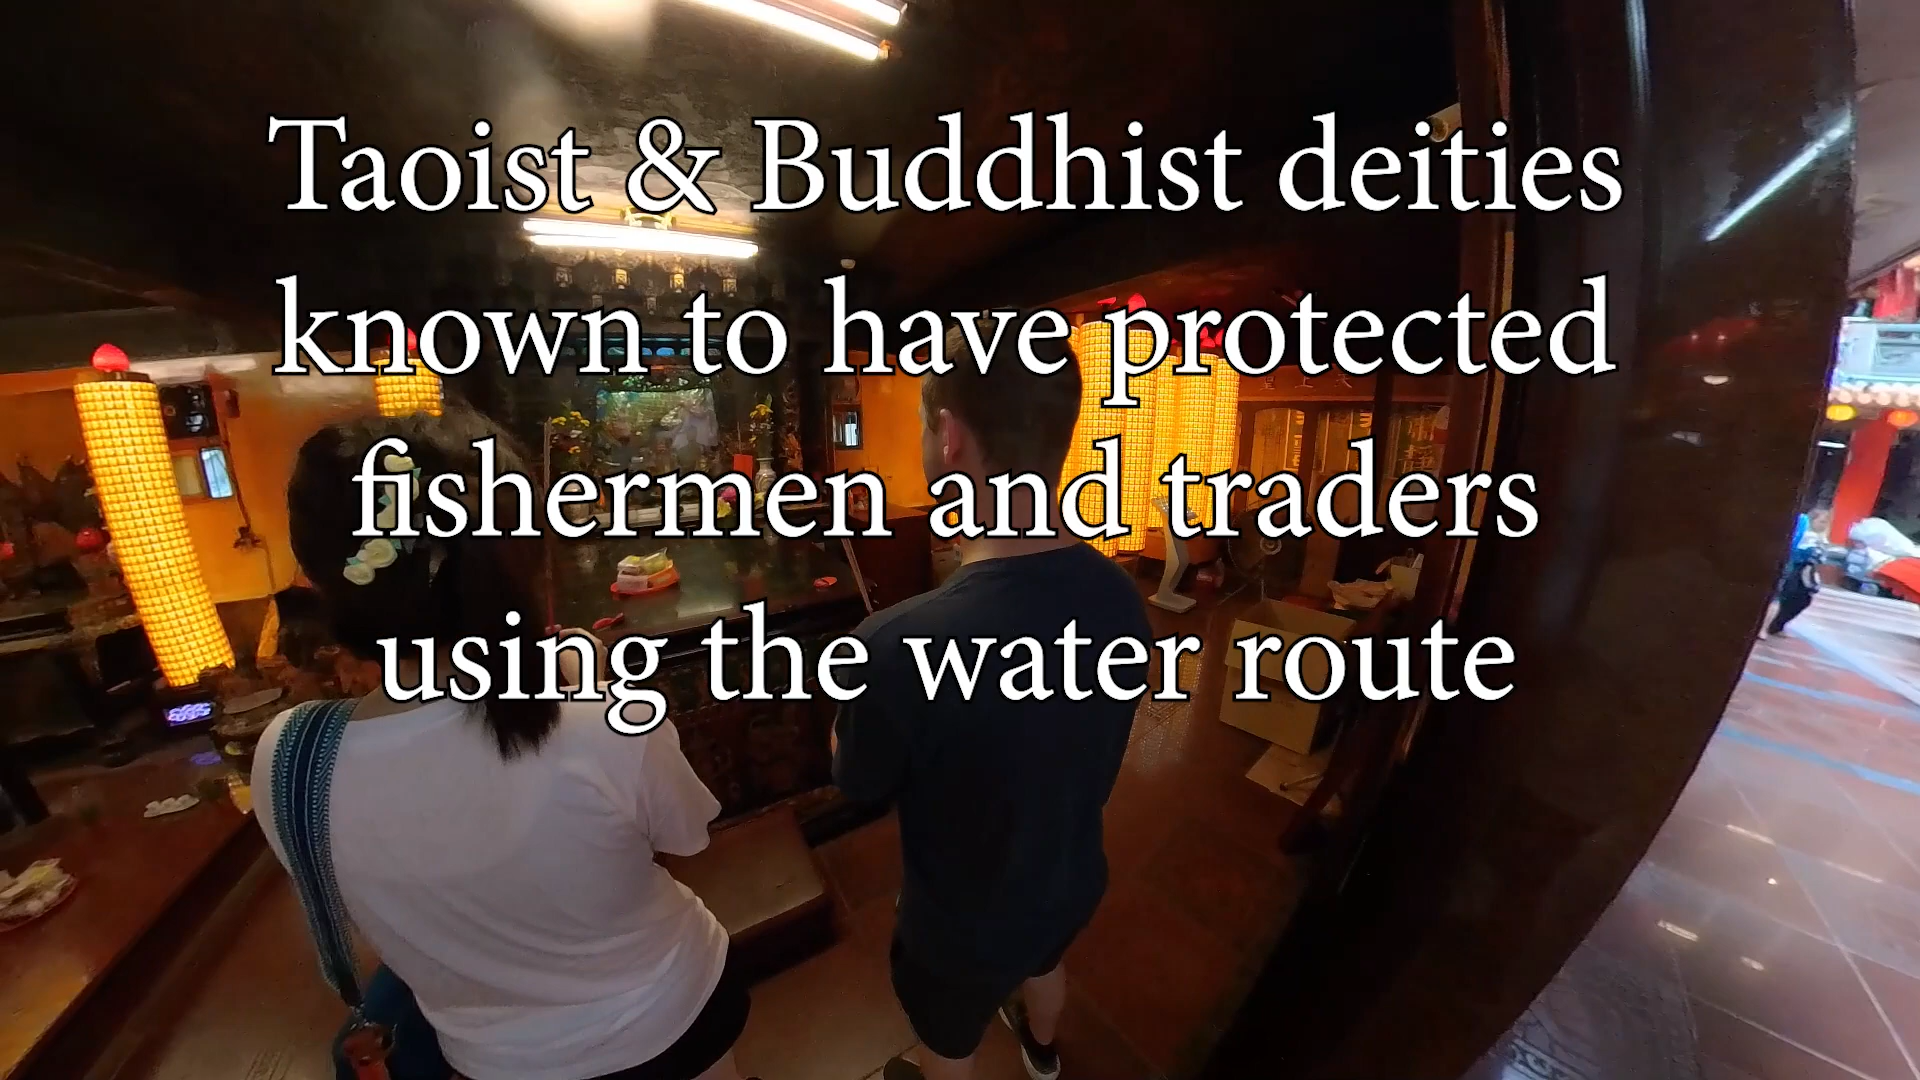 Taoist & Buddhist deities
known to have protected
fishermen and traders
using the water route